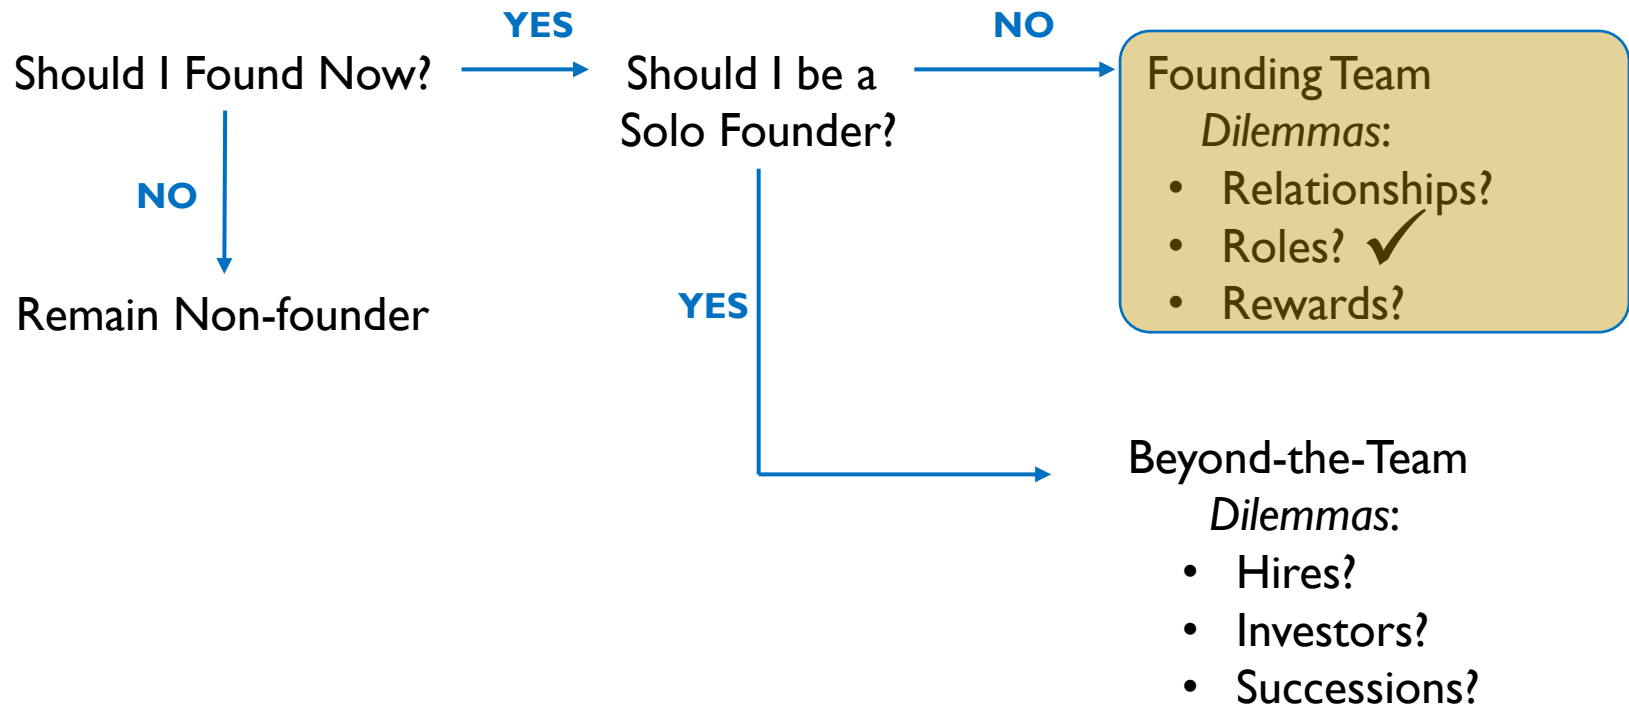 YES
NO
Should I Found Now?
Should I be a
Solo Founder?
Founding Team
Dilemmas:
• Relationships?
• Roles? ✓
• Rewards?
NO
Remain Non-founder
YES
Beyond-the-Team
Dilemmas:
• Hires?
• Investors?
• Successions?